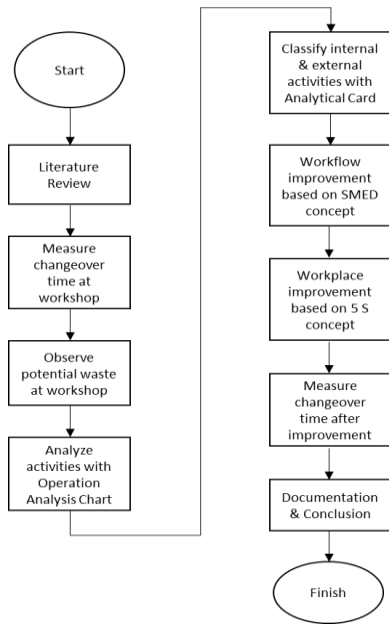 Start
Literature
Review
Measure
changeover
time at
workshop
Observe
potential waste
at workshop
Analyze
activities with
Operation
Analysis Chart
Classify internal
& external
activities with
Analytical Card
Workflow
improvement
based on SMED
concept
Workplace
improvement
based on 5 S
concept
Measure
changeover
time after
improvement
Documentation
& Conclusion
Finish